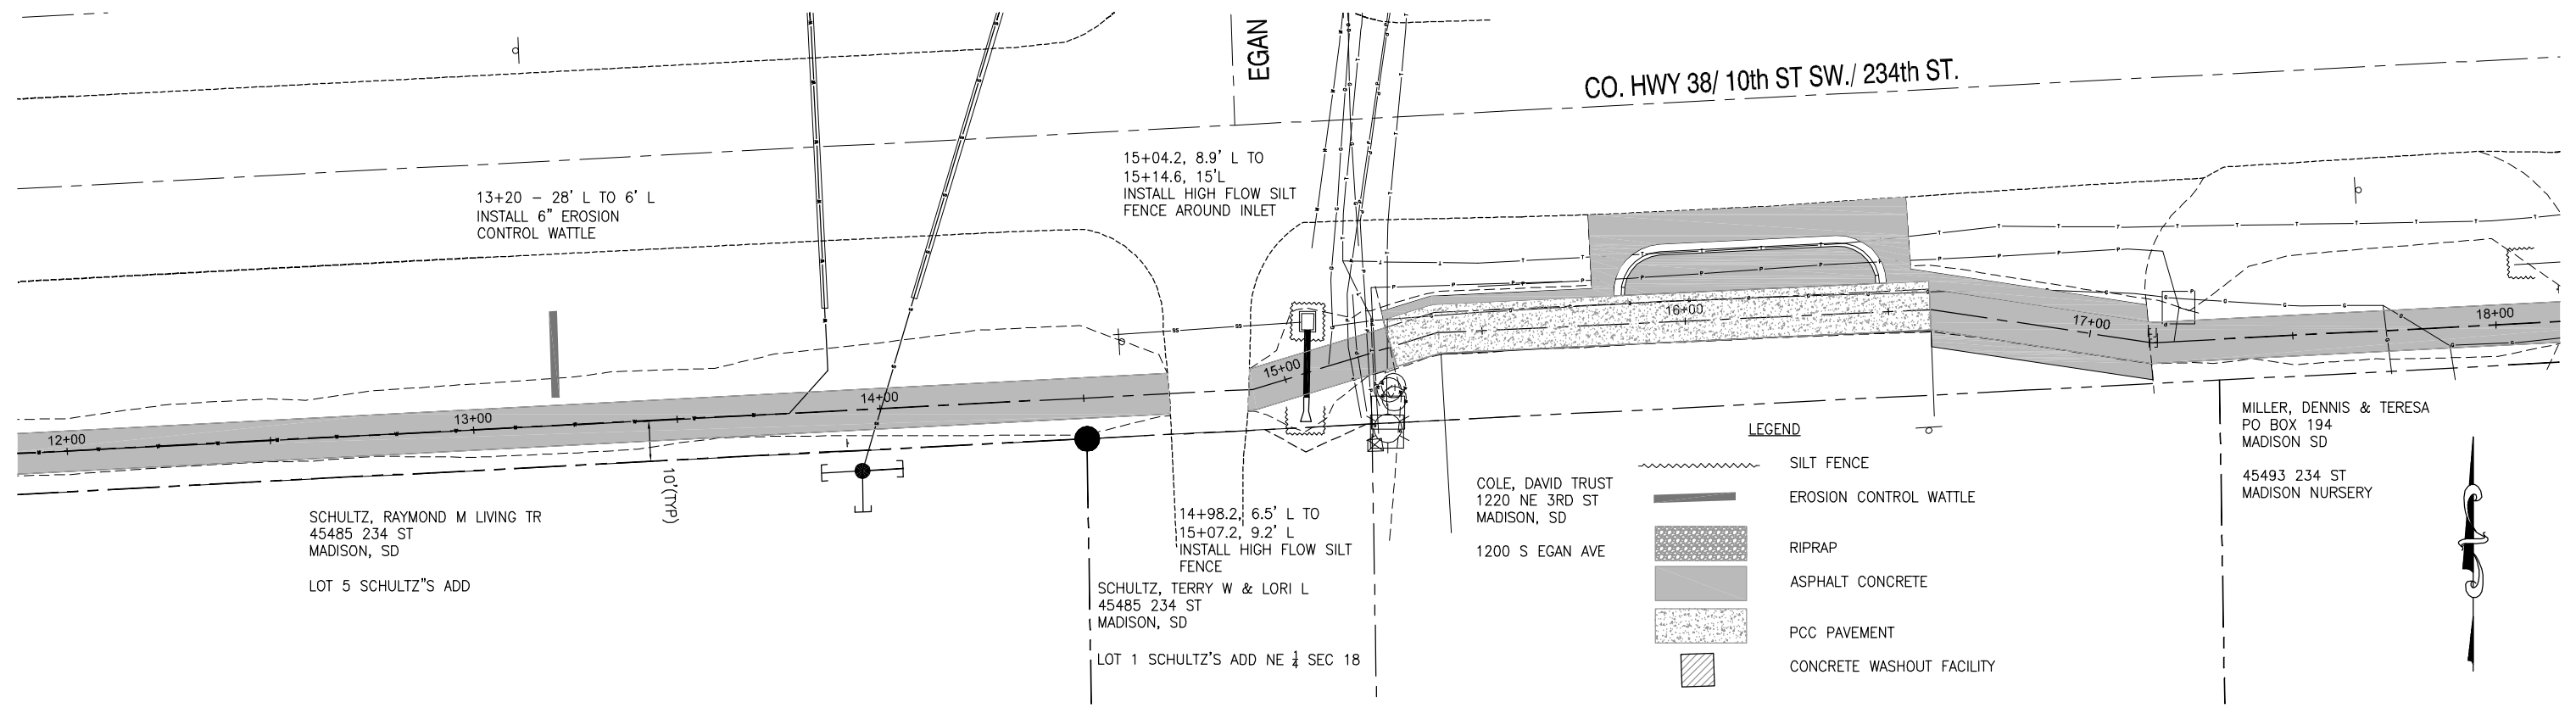 EGAN
CO. HWY 38/ 10th ST SW./ 234th ST.
13+20 – 28' L TO 6' L
INSTALL 6" EROSION
CONTROL WATTLE
15+04.2, 8.9' L TO
15+14.6, 15'L
INSTALL HIGH FLOW SILT
FENCE AROUND INLET
12+00
13+00
14+00
15+00
16+00
17+00
18+00
10'(TYP)
SCHULTZ, RAYMOND M LIVING TR
45485 234 ST
MADISON, SD
LOT 5 SCHULTZ"S ADD
14+98.2, 6.5' L TO
15+07.2, 9.2' L
INSTALL HIGH FLOW SILT
FENCE
SCHULTZ, TERRY W & LORI L
45485 234 ST
MADISON, SD
LOT 1 SCHULTZ'S ADD NE 1/4 SEC 18
COLE, DAVID TRUST
1220 NE 3RD ST
MADISON, SD
1200 S EGAN AVE
LEGEND
SILT FENCE
EROSION CONTROL WATTLE
RIPRAP
ASPHALT CONCRETE
PCC PAVEMENT
CONCRETE WASHOUT FACILITY
MILLER, DENNIS & TERESA
PO BOX 194
MADISON SD
45493 234 ST
MADISON NURSERY